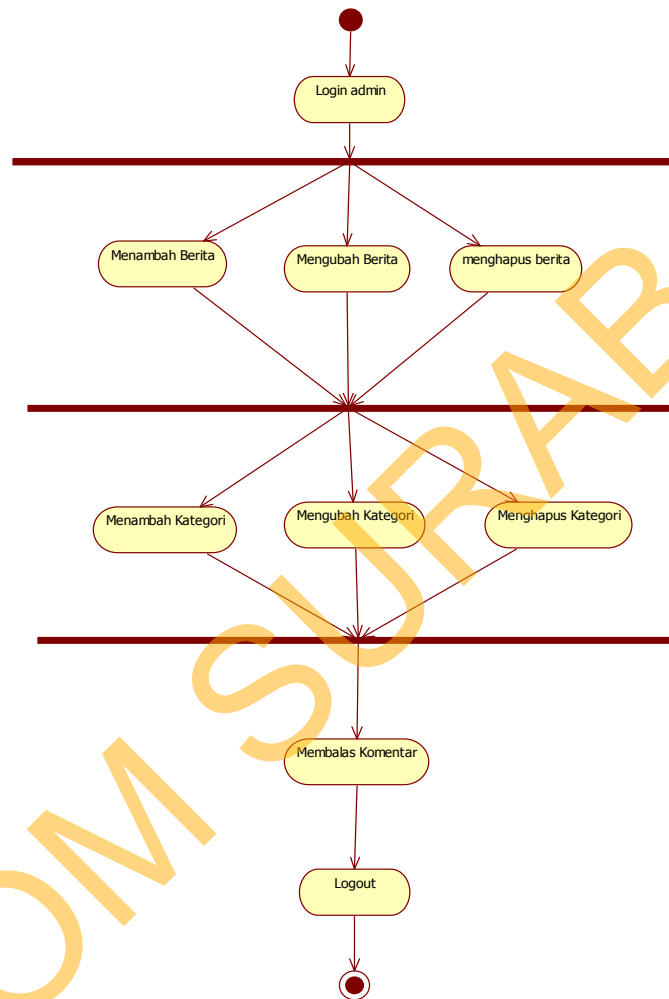 Login admin
Menambah Berita
Mengubah Berita
menghapus berita
Menambah Kategori
Mengubah Kategori
Menghapus Kategori
Membalas Komentar
Logout
OM SURAB